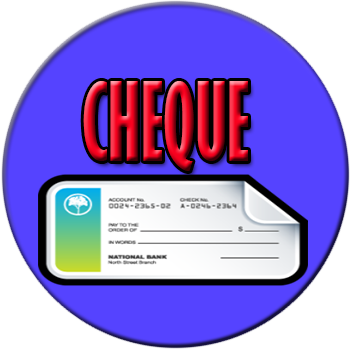 CHEQUE
ACCOUNT No. CHECK No.
0024-2365-02 A-0246-2364
PAY TO THE
ORDER OF $
IN WORDS
NATIONAL BANK
North Street Branch